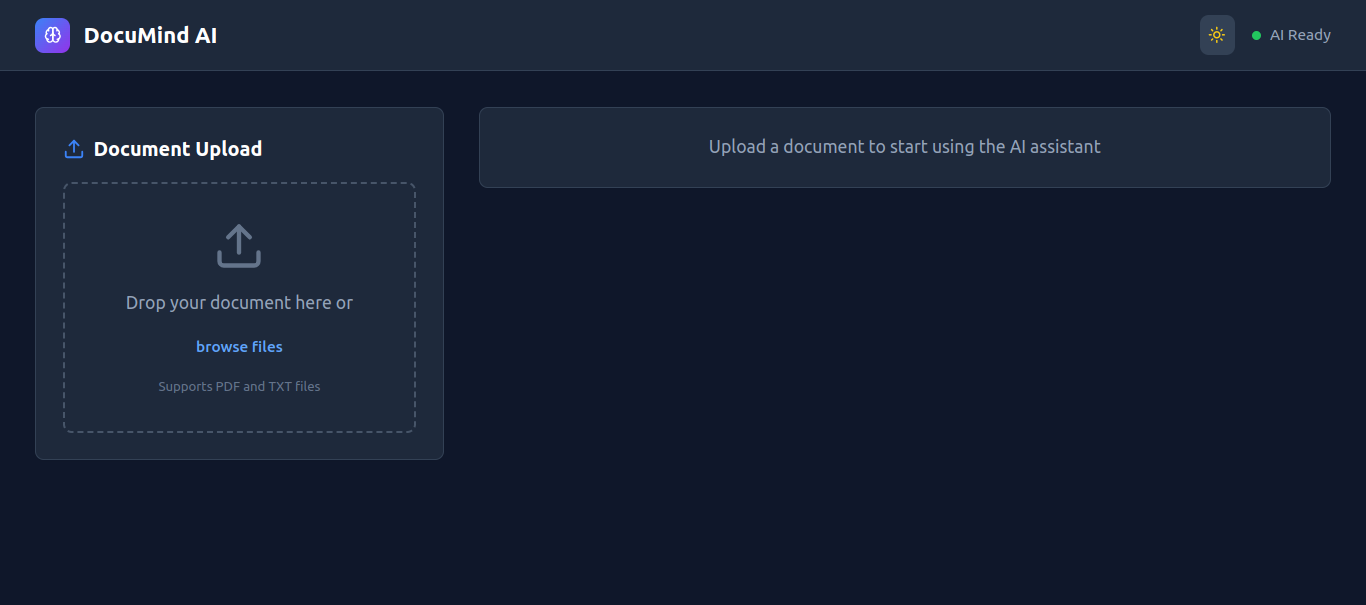 DocuMind AI
AI Ready
Document Upload
Drop your document here or
browse files
Supports PDF and TXT files
Upload a document to start using the AI assistant